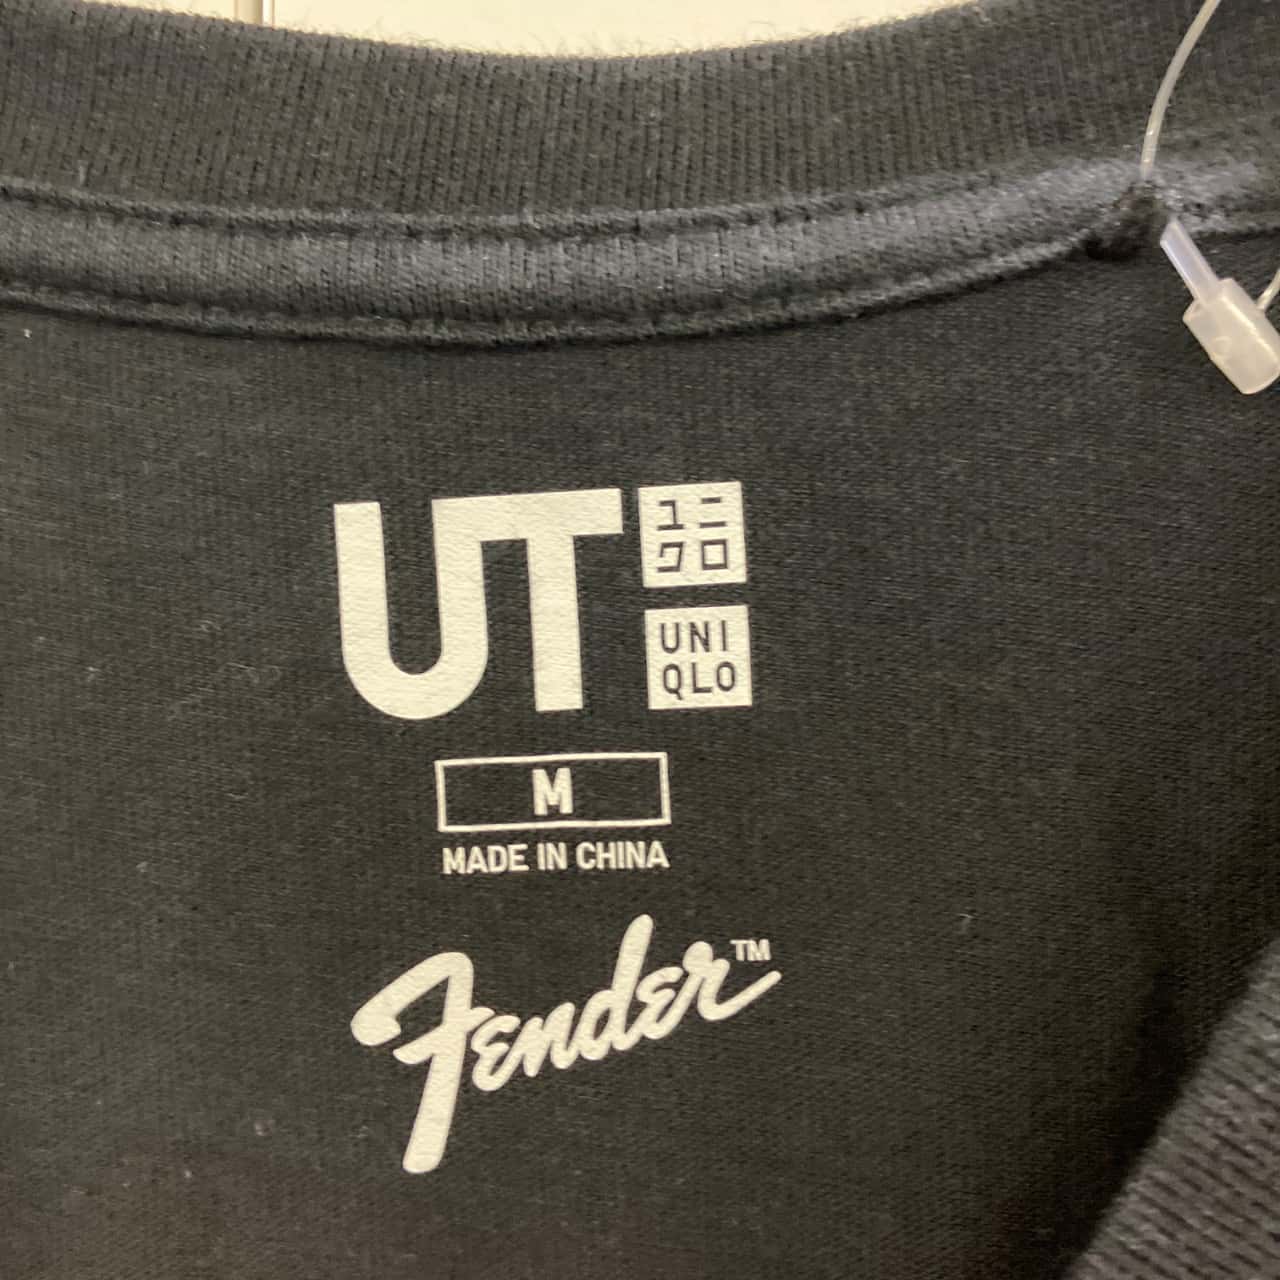 UT
ユニ
クロ
UNI
QLO
M
MADE IN CHINA
Fender™